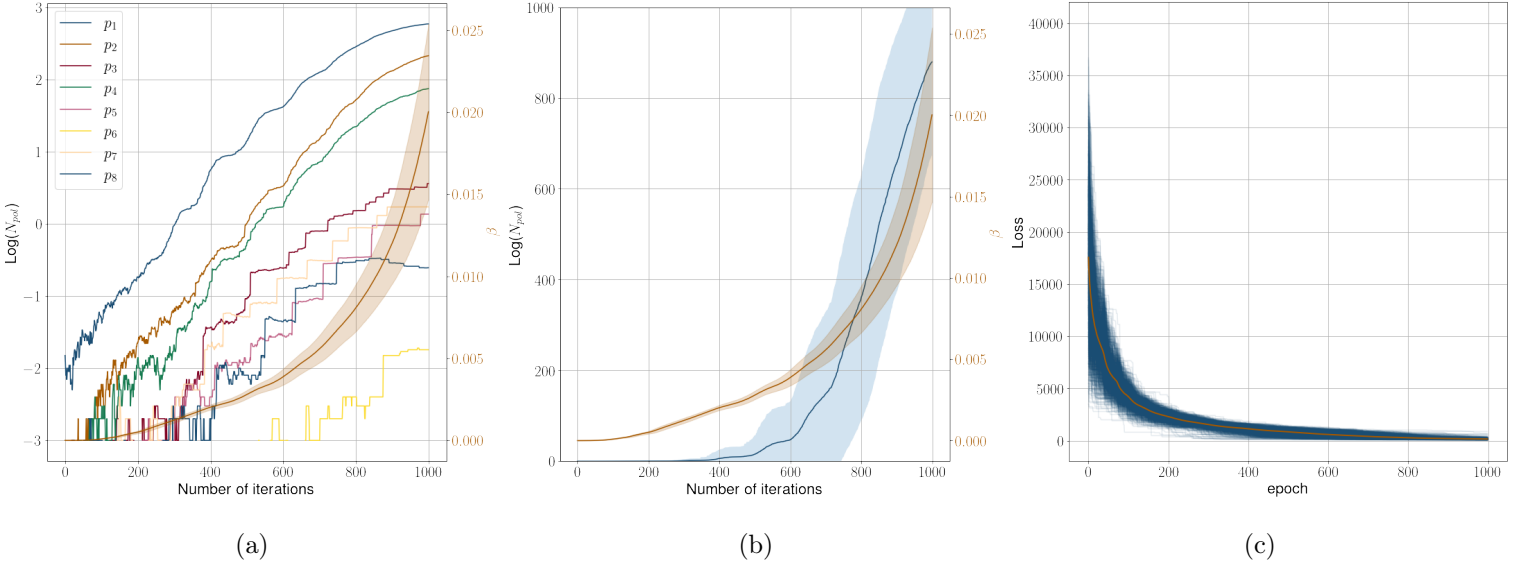 3
2
1
0
−1
−2
−3
Log(N_pol)
p₁
p₂
p₃
p₄
p₅
p₆
p₇
p₈
0.025
0.020
0.015
0.010
0.005
0.000
β
0 200 400 600 800 1000
Number of iterations
(a)
1000
800
600
400
200
0
Log(N_pol)
0.025
0.020
0.015
0.010
0.005
0.000
β
0 200 400 600 800 1000
Number of iterations
(b)
40000
35000
30000
25000
20000
15000
10000
5000
0
Loss
0 200 400 600 800 1000
epoch
(c)